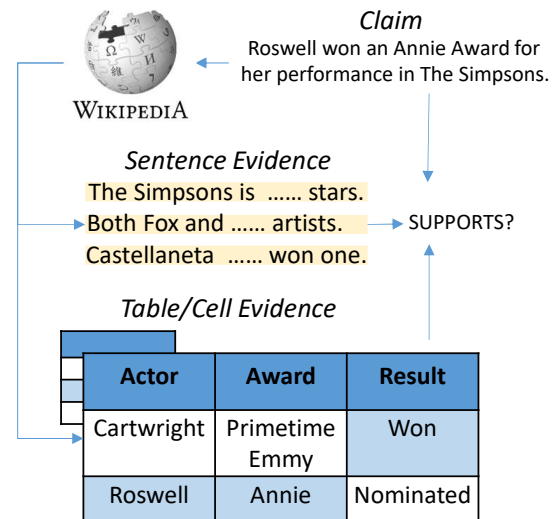 Claim
Roswell won an Annie Award for
her performance in The Simpsons.
WIKIPEDIA
Sentence Evidence
The Simpsons is ...... stars.
Both Fox and ...... artists.
SUPPORTS?
Castellaneta ...... won one.
Table/Cell Evidence
Actor Award Result
Cartwright Primetime Emmy Won
Roswell Annie Nominated